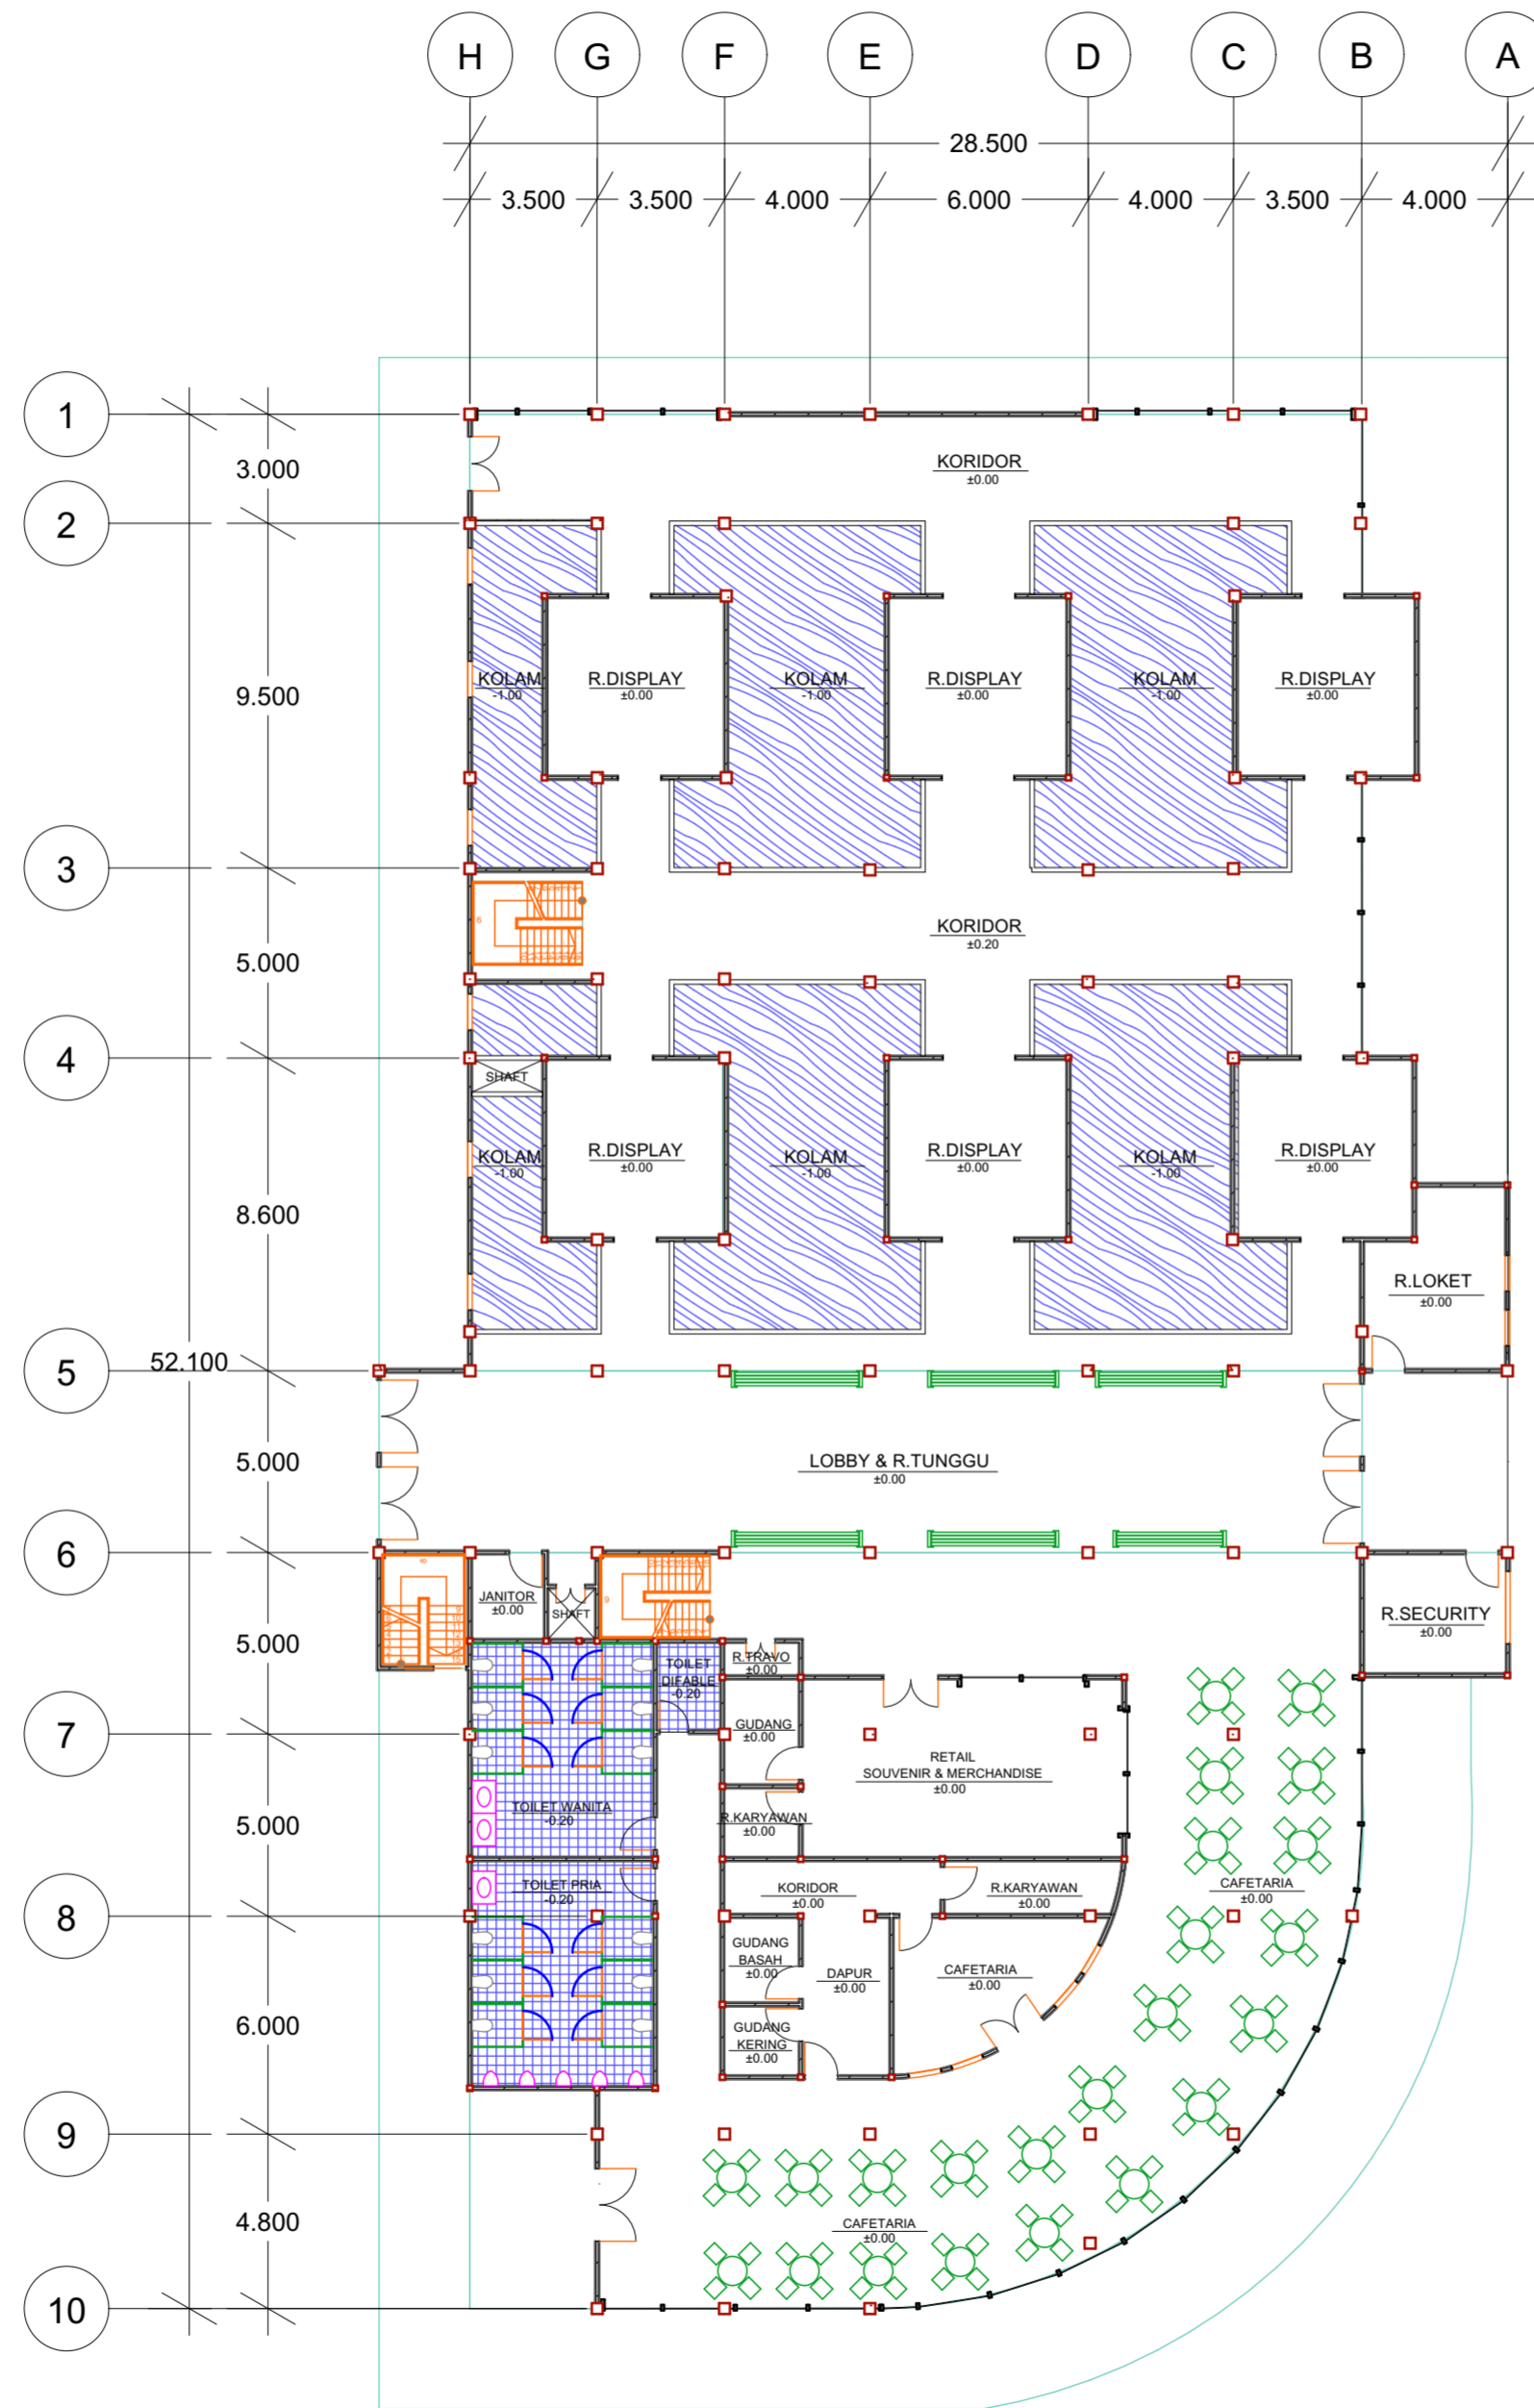 H G F E D C B A
28.500
3.500 3.500 4.000 6.000 4.000 3.500 4.000
1
KORIDOR
±0.00
3.000
2
KOLAM
-1.00
R.DISPLAY
±0.00
KOLAM
-1.00
R.DISPLAY
±0.00
KOLAM
-1.00
R.DISPLAY
±0.00
9.500
3
6
KORIDOR
±0.20
5.000
4
SHAFT
KOLAM
-1.00
R.DISPLAY
±0.00
KOLAM
-1.00
R.DISPLAY
±0.00
KOLAM
-1.00
R.DISPLAY
±0.00
8.600
R.LOKET
±0.00
52.100
5
5.000
LOBBY & R.TUNGGU
±0.00
6
JANITOR
±0.00
SHAFT
9
R.SECURITY
±0.00
5.000
TOILET
DIFABLE
-0.20
R.TRAVO
±0.00
7
GUDANG
±0.00
RETAIL
SOUVENIR & MERCHANDISE
±0.00
TOILET WANITA
-0.20
R.KARYAWAN
±0.00
5.000
TOILET PRIA
-0.20
KORIDOR
±0.00
R.KARYAWAN
±0.00
CAFETARIA
±0.00
8
GUDANG
BASAH
±0.00
DAPUR
±0.00
CAFETARIA
±0.00
6.000
GUDANG
KERING
±0.00
9
4.800
CAFETARIA
±0.00
10